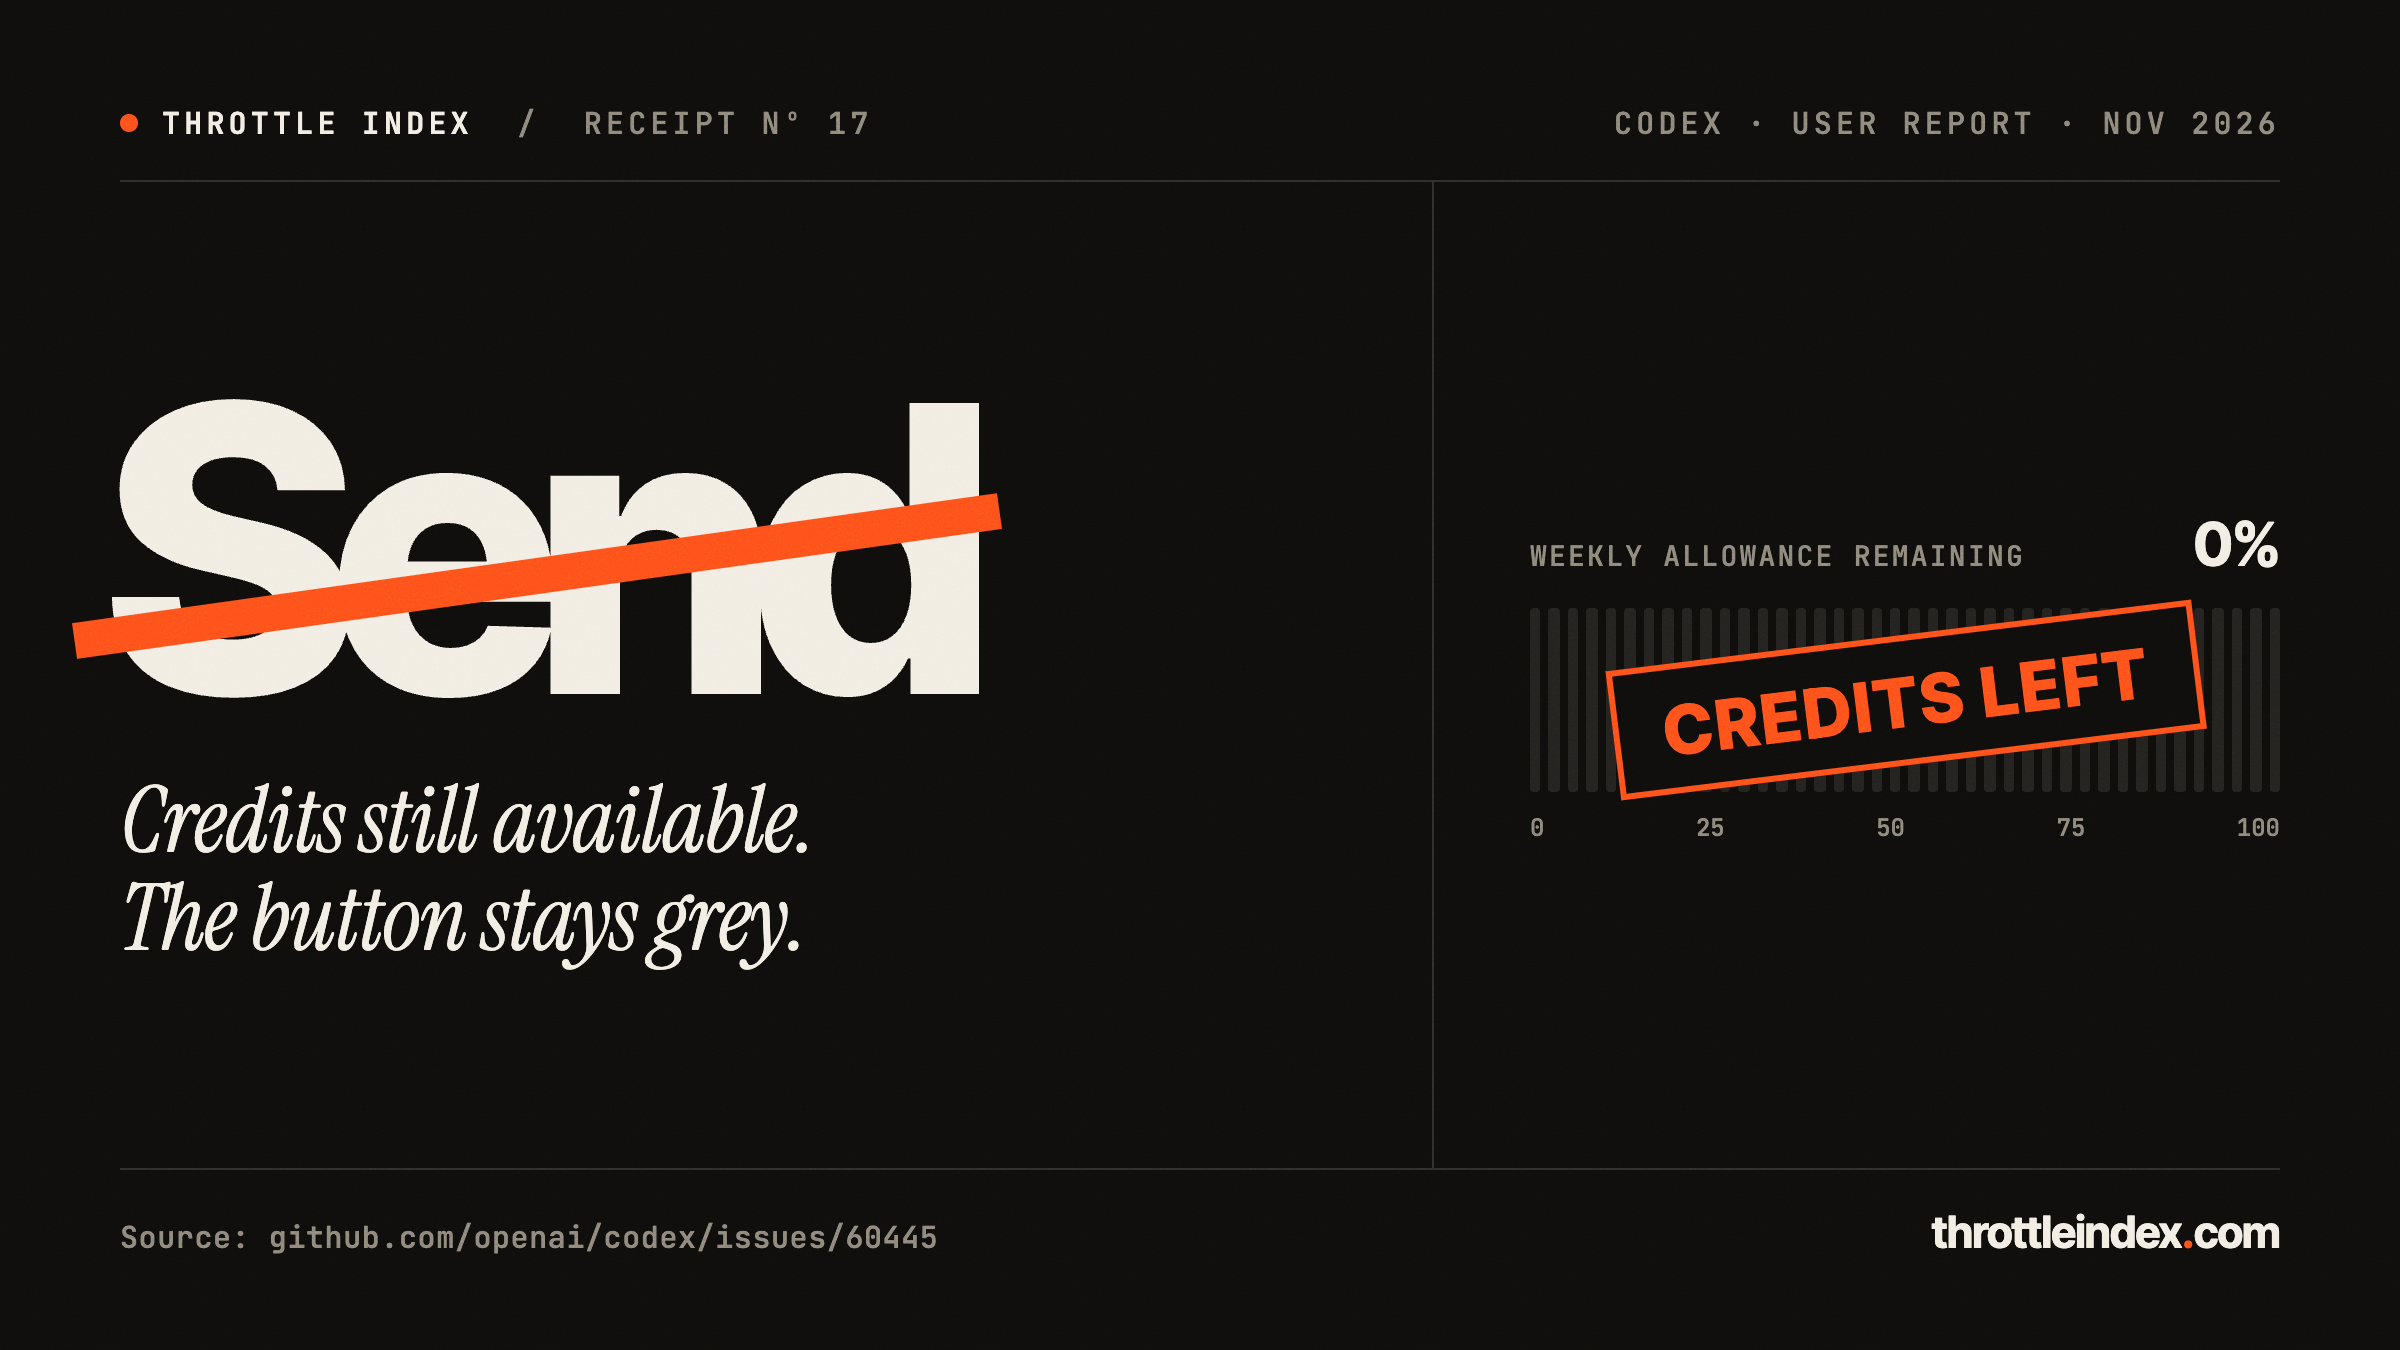 THROTTLE INDEX / RECEIPT N° 17
CODEX · USER REPORT · NOV 2026
Send
Credits still available.
The button stays grey.
WEEKLY ALLOWANCE REMAINING 0%
CREDITS LEFT
0 25 50 75 100
Source: github.com/openai/codex/issues/60445
throttleindex.com